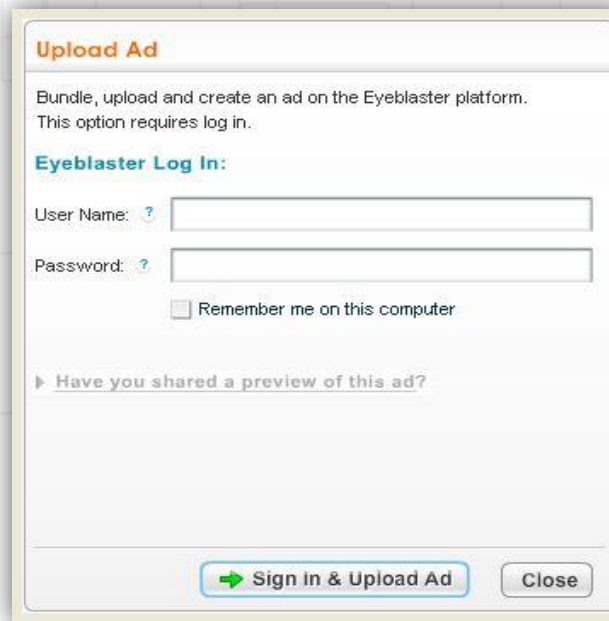 Upload Ad
Bundle, upload and create an ad on the Eyeblaster platform.
This option requires log in.
Eyeblaster Log In:
User Name: ?
Password: ?
Remember me on this computer
Have you shared a preview of this ad?
Sign in & Upload Ad
Close